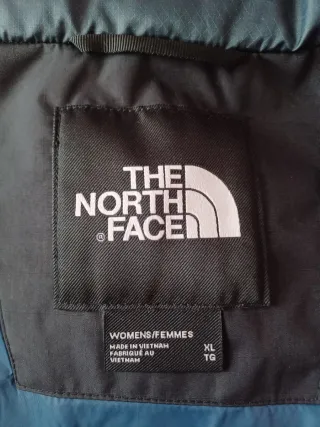 THE
NORTH
® FACE
WOMENS/FEMMES
MADE IN VIETNAM XL
FABRIQUÉ AU TG
VIETNAM